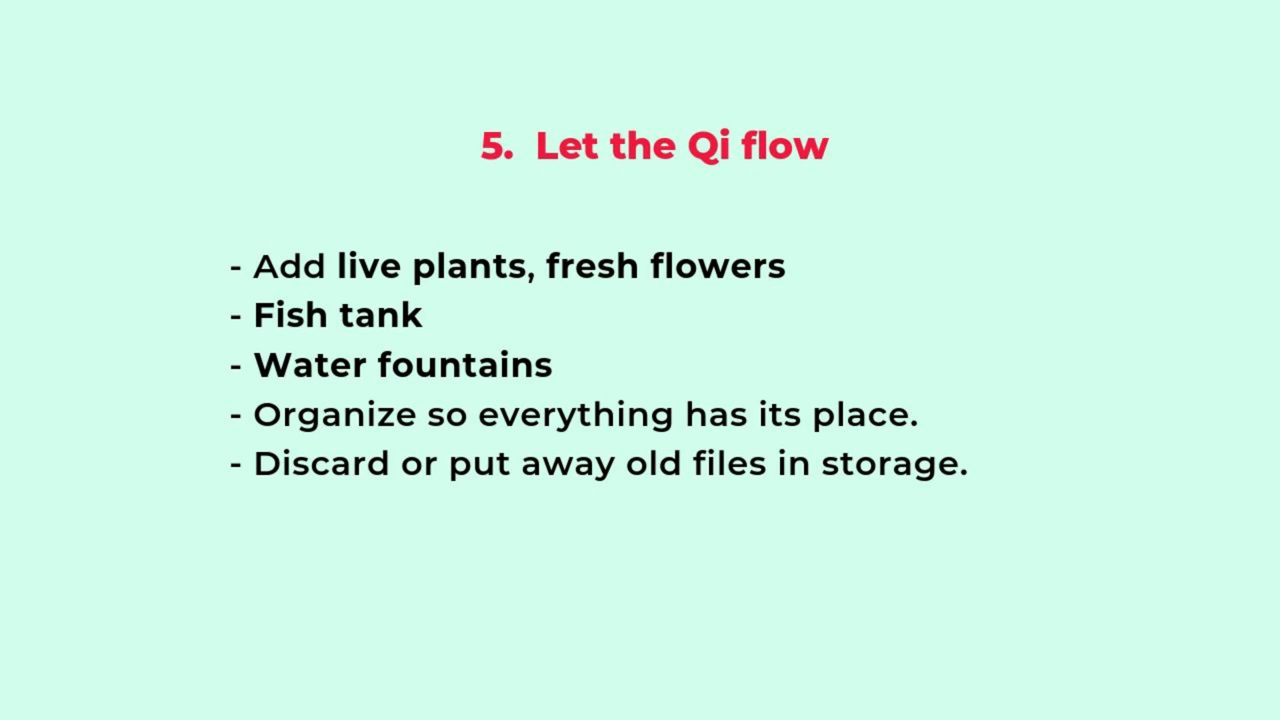 5. Let the Qi flow
- Add live plants, fresh flowers
- Fish tank
- Water fountains
- Organize so everything has its place.
- Discard or put away old files in storage.